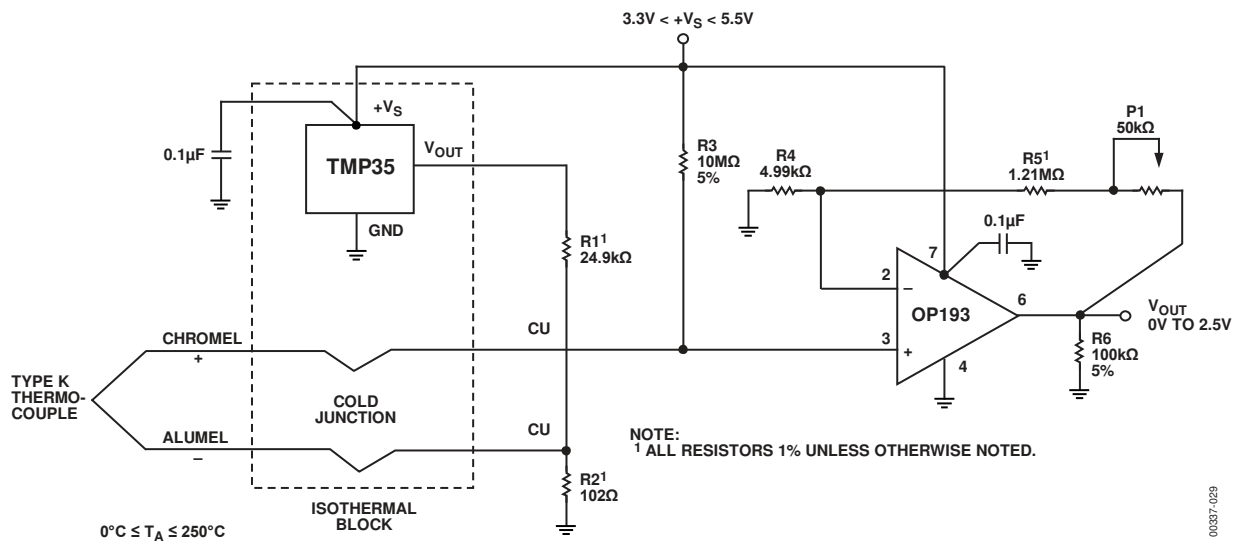 3.3V < +VS < 5.5V
+VS
0.1µF
TMP35
VOUT
GND
R1¹
24.9kΩ
R3
10MΩ
5%
R4
4.99kΩ
R5¹
1.21MΩ
P1
50kΩ
0.1µF
7
2
–
OP193
6
3
+
4
VOUT
0V TO 2.5V
R6
100kΩ
5%
CU
CHROMEL
+
TYPE K
THERMO-
COUPLE
COLD
JUNCTION
ALUMEL
–
CU
R2¹
102Ω
NOTE:
¹ ALL RESISTORS 1% UNLESS OTHERWISE NOTED.
ISOTHERMAL
BLOCK
0°C ≤ TA ≤ 250°C
00337-029